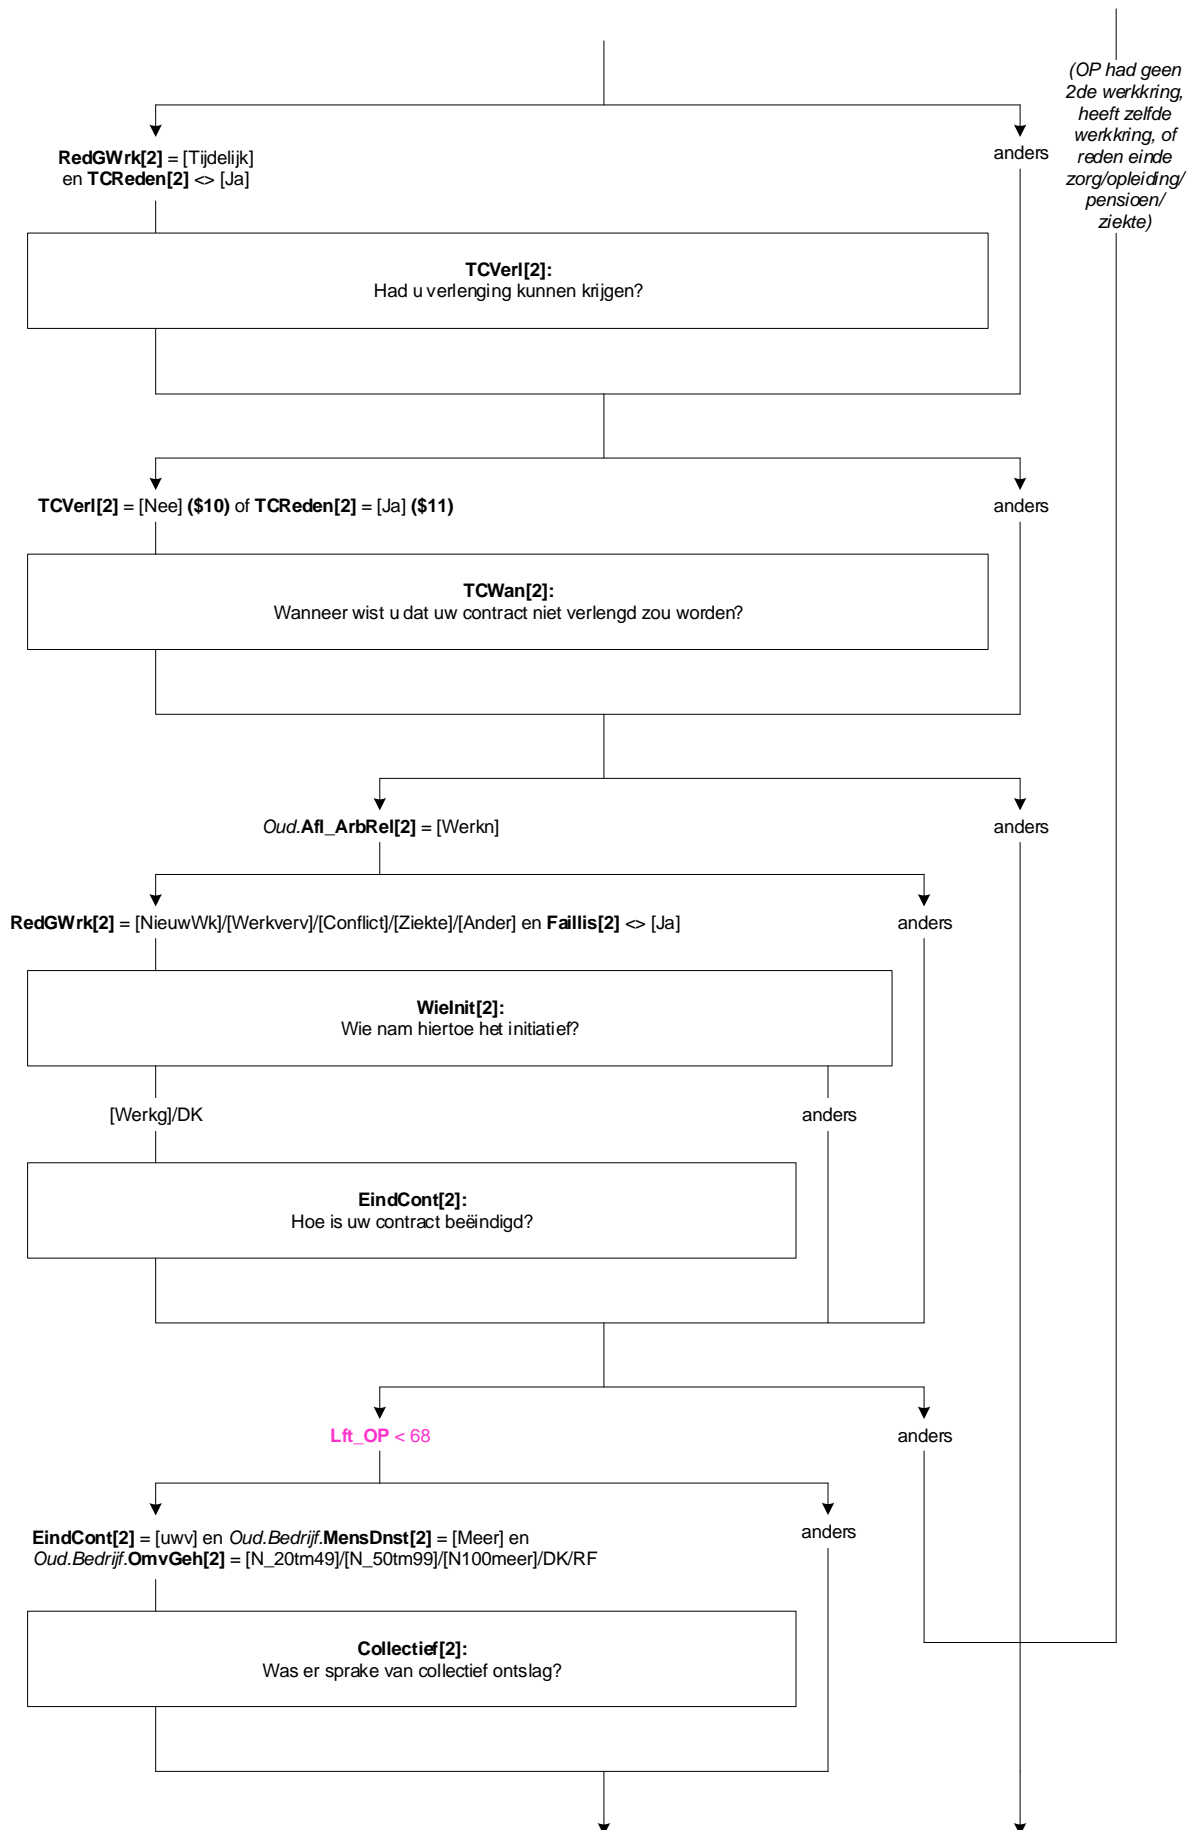 (OP had geen
2de werkkring,
heeft zelfde
werkkring, of
reden einde
zorg/opleiding/
pensioen/
ziekte)
RedGWrk[2] = [Tijdelijk]
en TCReden[2] <> [Ja]
anders
TCVerl[2]:
Had u verlenging kunnen krijgen?
TCVerl[2] = [Nee] ($10) of TCReden[2] = [Ja] ($11)
anders
TCWan[2]:
Wanneer wist u dat uw contract niet verlengd zou worden?
Oud.Afl_ArbRel[2] = [Werkn]
anders
RedGWrk[2] = [NieuwWk]/[Werkverv]/[Conflict]/[Ziekte]/[Ander] en Faillis[2] <> [Ja]
anders
WieInit[2]:
Wie nam hiertoe het initiatief?
[Werkg]/DK
anders
EindCont[2]:
Hoe is uw contract beëindigd?
Lft_OP < 68
anders
EindCont[2] = [uwv] en Oud.Bedrijf.MensDnst[2] = [Meer] en
Oud.Bedrijf.OmvGeh[2] = [N_20tm49]/[N_50tm99]/[N100meer]/DK/RF
anders
Collectief[2]:
Was er sprake van collectief ontslag?